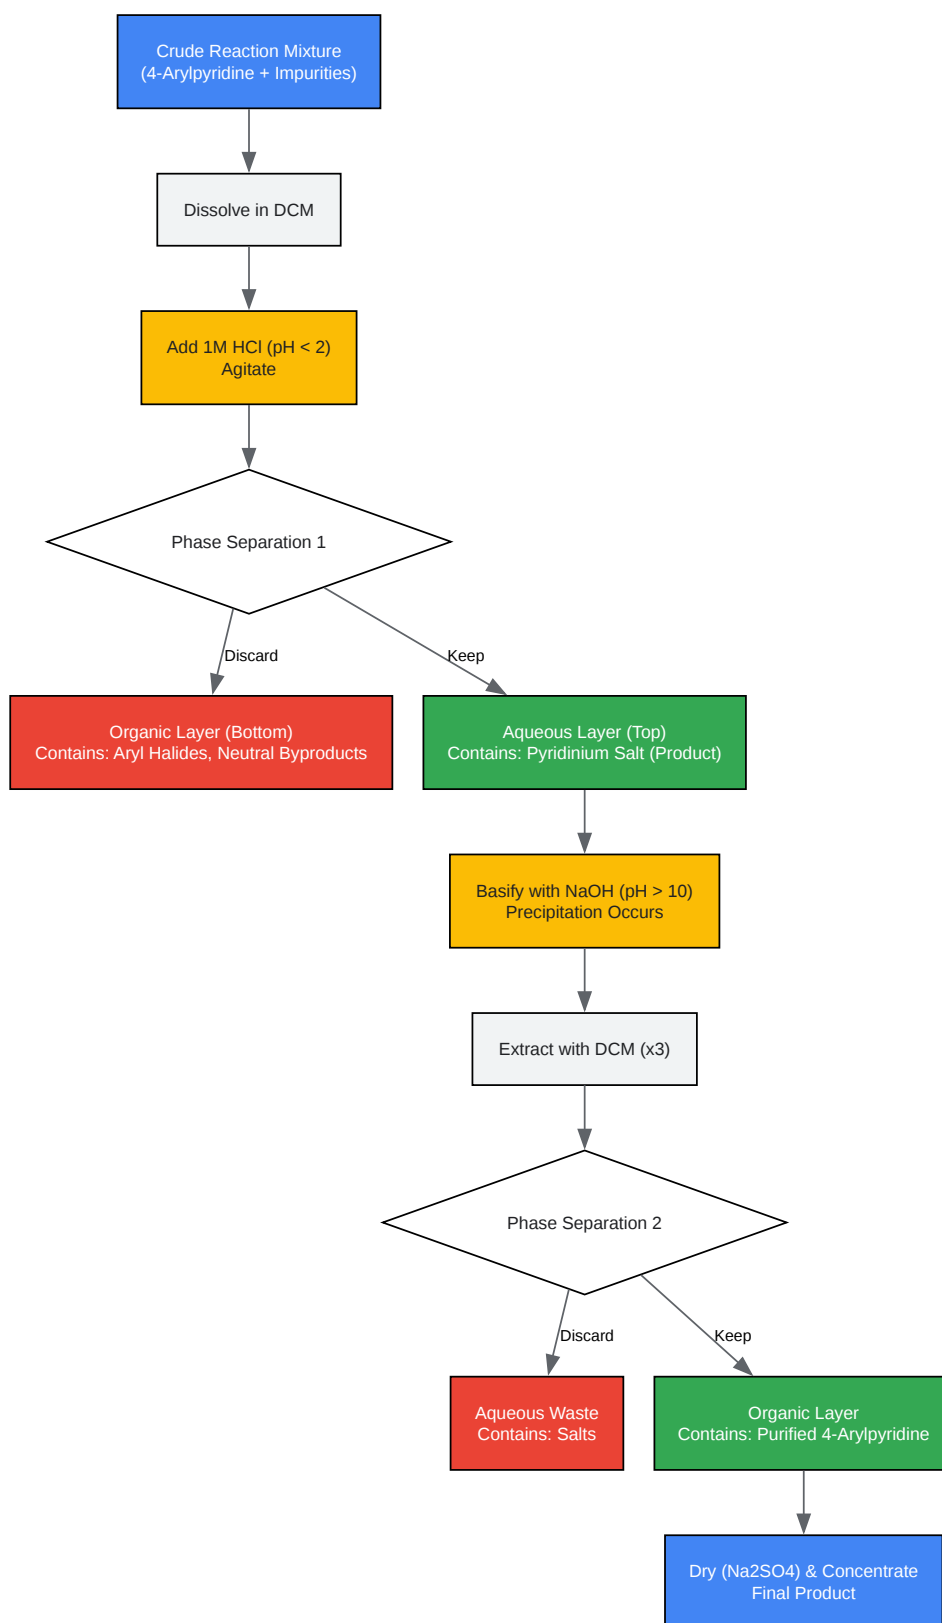 Crude Reaction Mixture
(4-Arylpyridine + Impurities)
Dissolve in DCM
Add 1M HCl (pH < 2)
Agitate
Phase Separation 1
Discard
Keep
Organic Layer (Bottom)
Contains: Aryl Halides, Neutral Byproducts
Aqueous Layer (Top)
Contains: Pyridinium Salt (Product)
Basify with NaOH (pH > 10)
Precipitation Occurs
Extract with DCM (x3)
Phase Separation 2
Discard
Keep
Aqueous Waste
Contains: Salts
Organic Layer
Contains: Purified 4-Arylpyridine
Dry (Na2SO4) & Concentrate
Final Product